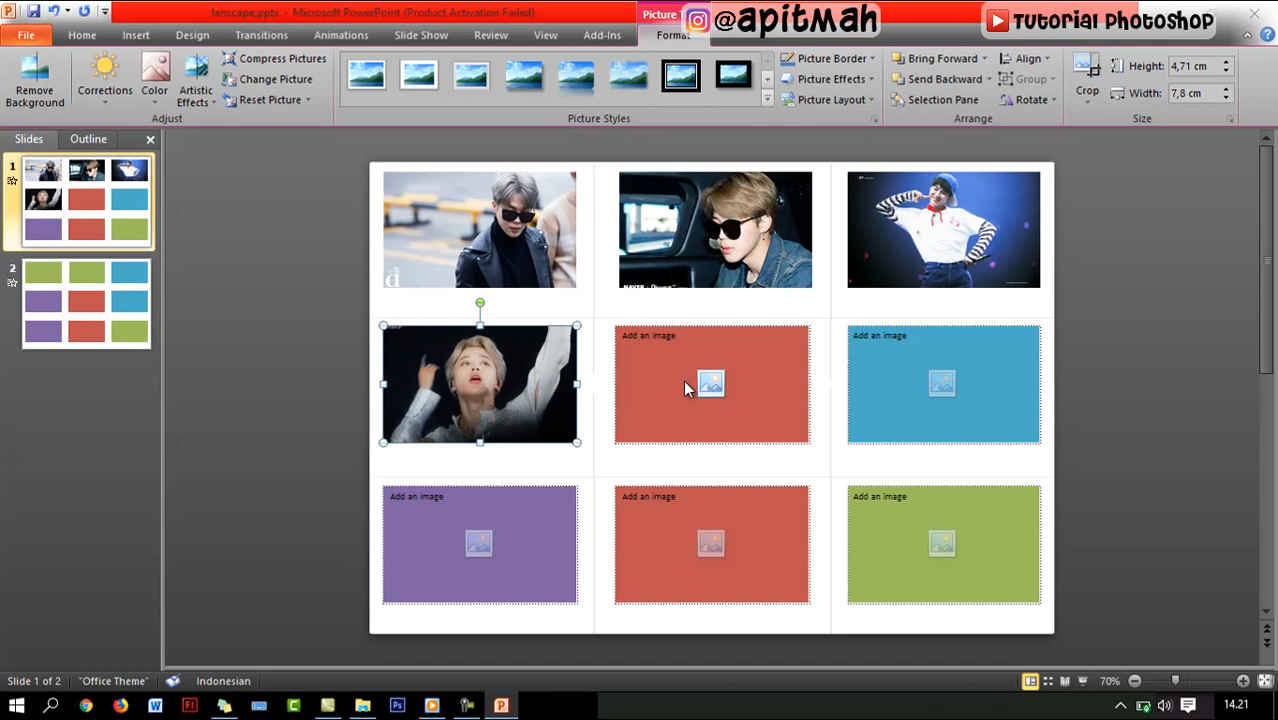 lanscape.pptx - Microsoft PowerPoint (Product Activation Failed)
Picture T
@apitmah
Tutorial Photoshop
File
Home
Insert
Design
Transitions
Animations
Slide Show
Review
View
Add-Ins
Format
Remove
Background
Corrections
Color
Artistic
Effects
Compress Pictures
Change Picture
Reset Picture
Adjust
Picture Styles
Picture Border
Picture Effects
Picture Layout
Bring Forward
Send Backward
Selection Pane
Align
Group
Rotate
Arrange
Crop
Height: 4,71 cm
Width: 7,8 cm
Size
Slides
Outline
1
2
Add an image
Add an image
Add an image
Add an image
Add an image
Slide 1 of 2
"Office Theme"
Indonesian
70%
14.21